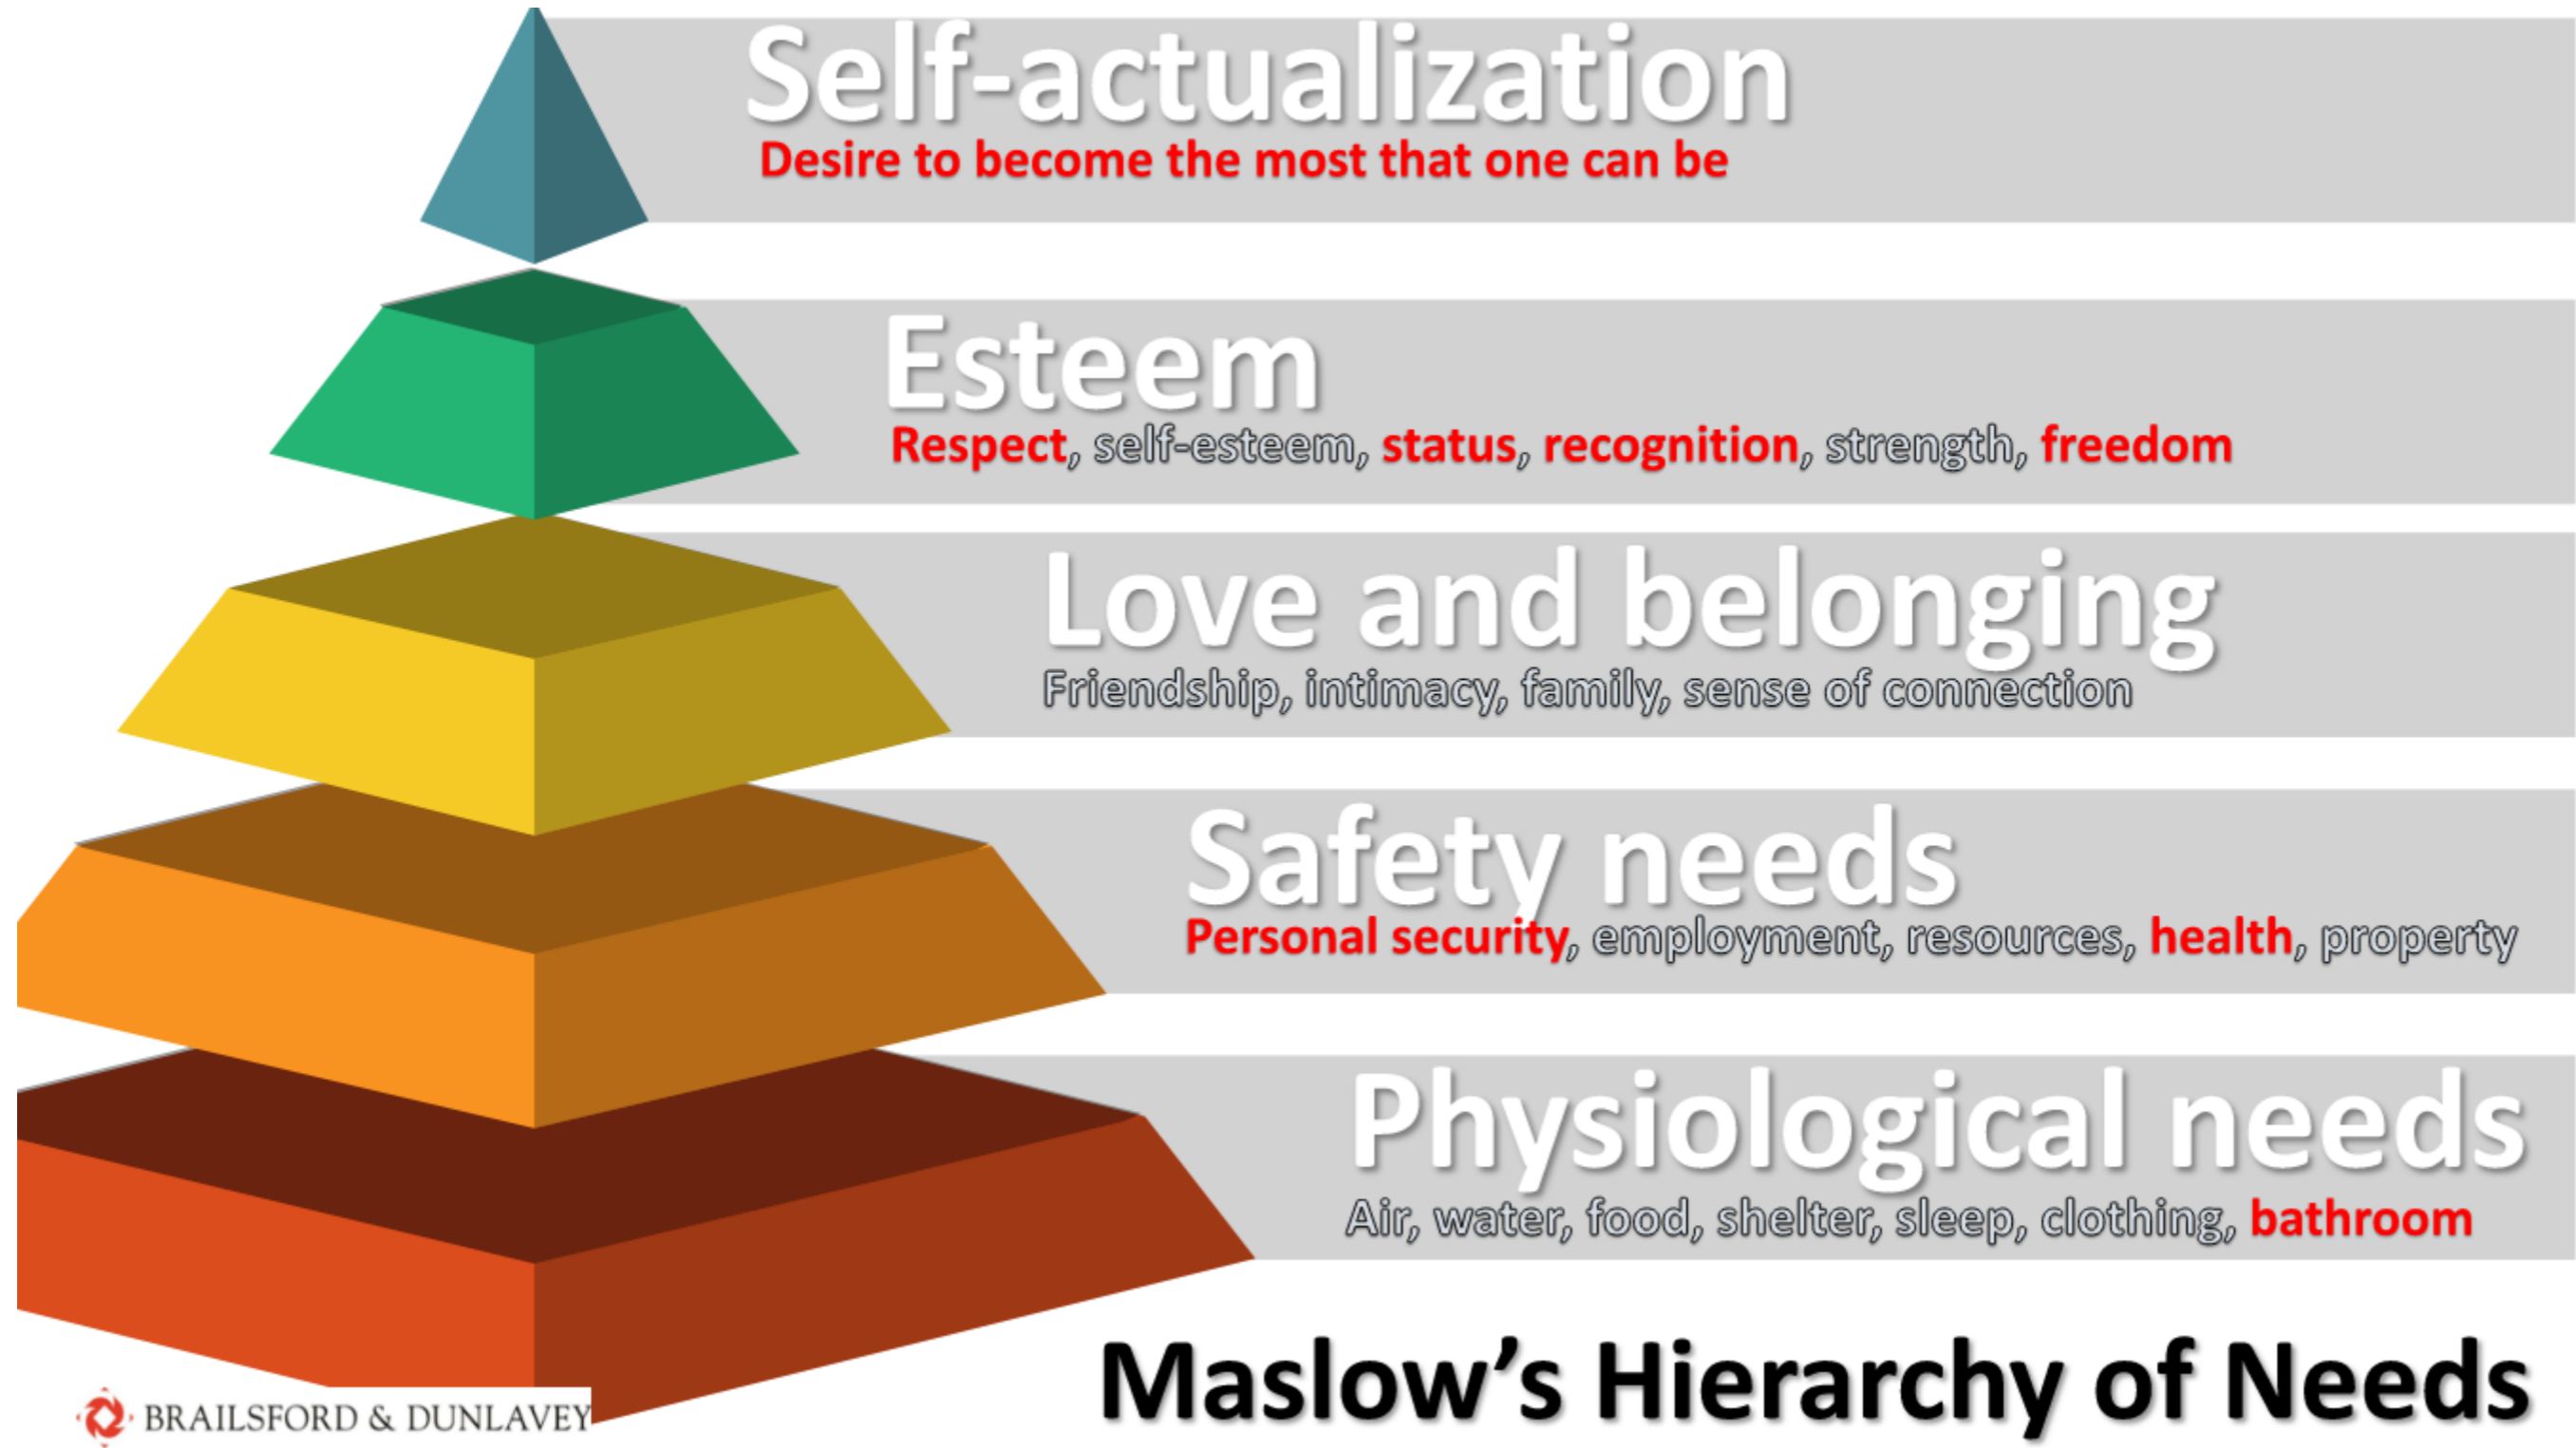 Self-actualization
Desire to become the most that one can be
Esteem
Respect, self-esteem, status, recognition, strength, freedom
Love and belonging
Friendship, intimacy, family, sense of connection
Safety needs
Personal security, employment, resources, health, property
Physiological needs
Air, water, food, shelter, sleep, clothing, bathroom
Maslow’s Hierarchy of Needs
BRAILSFORD & DUNLAVEY